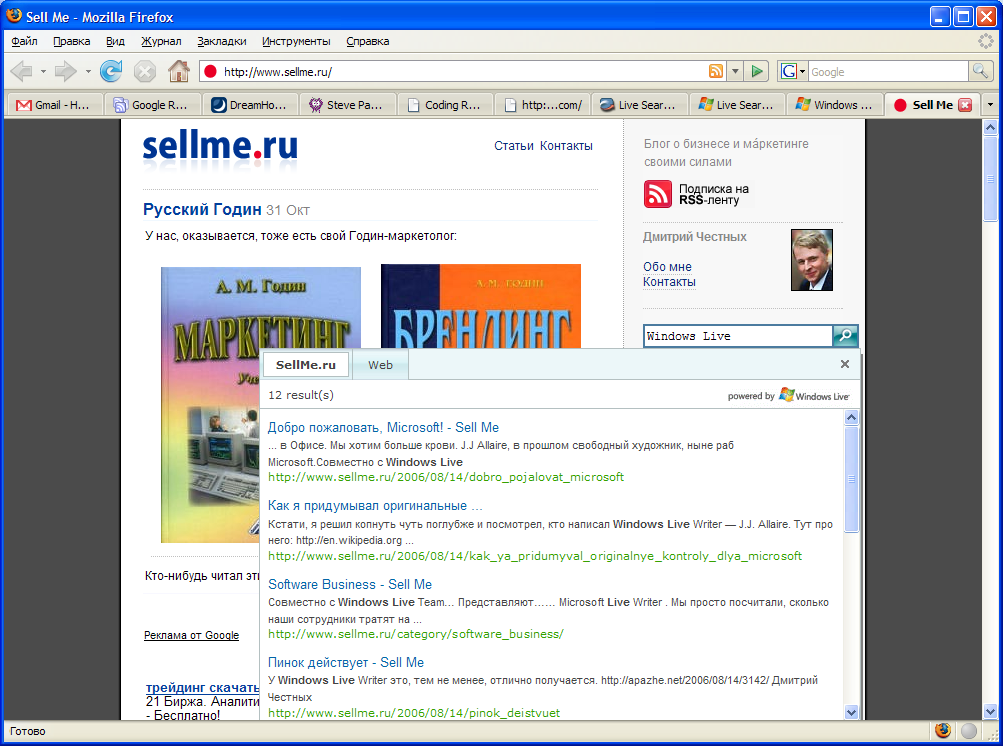 Sell Me - Mozilla Firefox
Файл Правка Вид Журнал Закладки Инструменты Справка
http://www.sellme.ru/
G Google
Gmail - H... Google R... DreamHo... Steve Pa... Coding R... http:...com/ Live Sear... Live Sear... Windows ... Sell Me
sellme.ru
Статьи Контакты
Русский Годин 31 Окт
У нас, оказывается, тоже есть свой Годин-маркетолог:
А. М. Годин
МАРКЕТИНГ
А. М. ГОДИН
БРЕНДИНГ
Кто-нибудь читал
Реклама от Google
трейдинг скачать
21 Биржа. Аналити
- Бесплатно!
Блог о бизнесе и мáркетинге
своими силами
Подписка на
RSS-ленту
Дмитрий Честных
Обо мне
Контакты
Windows Live
SellMe.ru Web
12 result(s)
powered by Windows Live
Добро пожаловать, Microsoft! - Sell Me
... в Офисе. Мы хотим больше крови. J.J Allaire, в прошлом свободный художник, ныне раб
Microsoft.Совместно с Windows Live
http://www.sellme.ru/2006/08/14/dobro_pojalovat_microsoft
Как я придумывал оригинальные ...
Кстати, я решил копнуть чуть поглубже и посмотрел, кто написал Windows Live Writer — J.J. Allaire. Тут про
него: http://en.wikipedia.org ...
http://www.sellme.ru/2006/08/14/kak_ya_pridumyval_originalnye_kontroly_dlya_microsoft
Software Business - Sell Me
Совместно с Windows Live Team... Представляют...... Microsoft Live Writer . Мы просто посчитали, сколько
наши сотрудники тратят на ...
http://www.sellme.ru/category/software_business/
Пинок действует - Sell Me
У Windows Live Writer это, тем не менее, отлично получается. http://apazhe.net/2006/08/14/3142/ Дмитрий
Честных
http://www.sellme.ru/2006/08/14/pinok_deistvuet
Готово